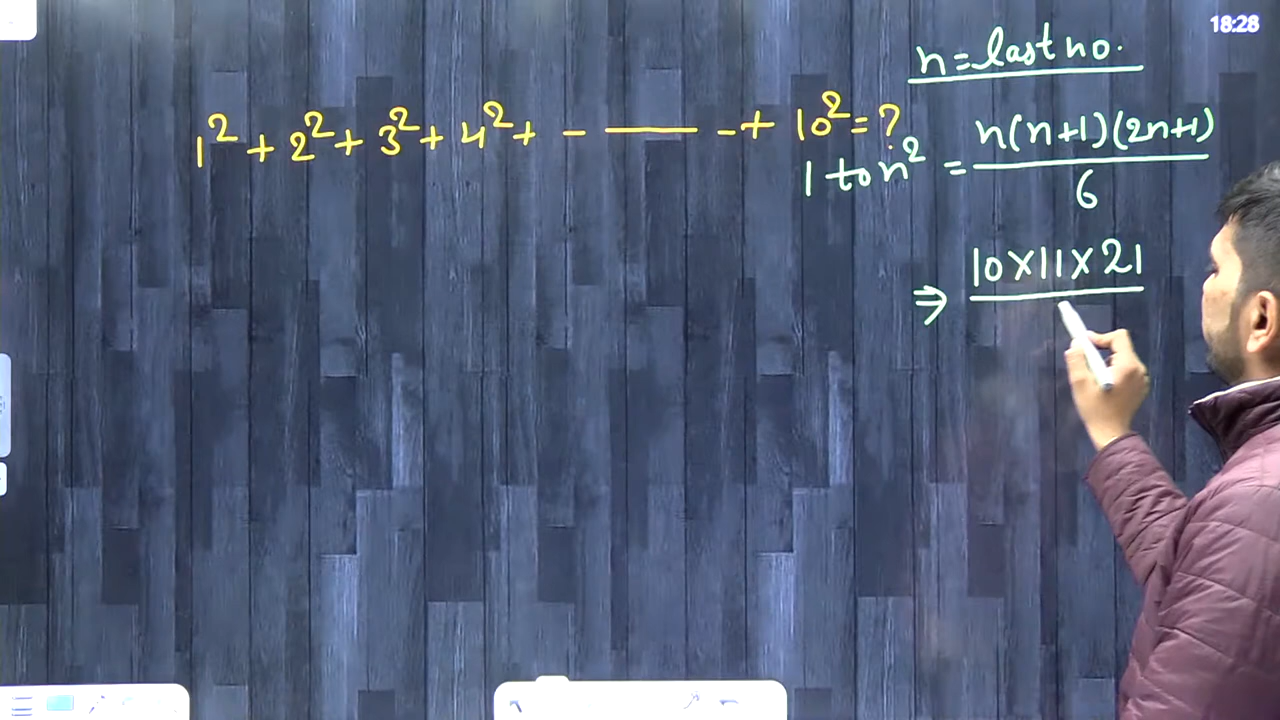 18:28
n = last no.
1² + 2² + 3² + 4² + - —— - + 10² = ?
1 to n² = n(n+1)(2n+1) / 6
⇒ 10×11×21